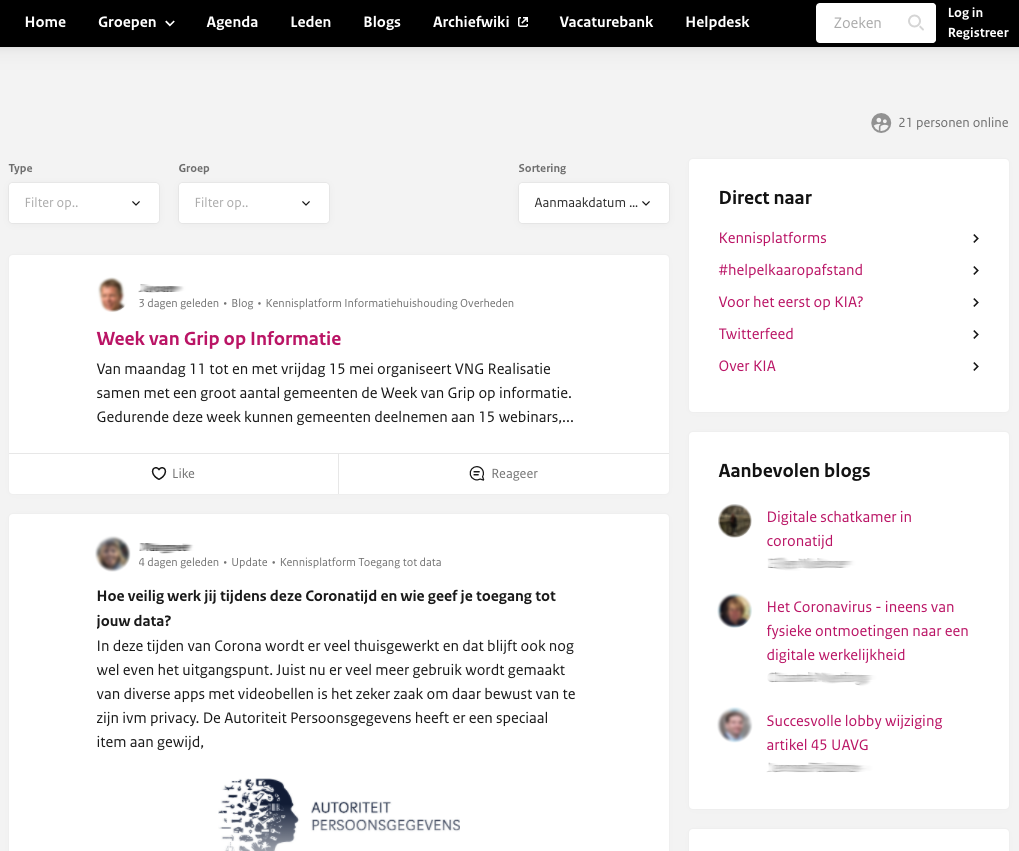 Home Groepen Agenda Leden Blogs Archiefwiki Vacaturebank Helpdesk Zoeken Log in
Registreer
21 personen online
Type Groep Sortering
Filter op.. Filter op.. Aanmaakdatum ...
3 dagen geleden • Blog • Kennisplatform Informatiehuishouding Overheden
Week van Grip op Informatie
Van maandag 11 tot en met vrijdag 15 mei organiseert VNG Realisatie
samen met een groot aantal gemeenten de Week van Grip op informatie.
Gedurende deze week kunnen gemeenten deelnemen aan 15 webinars,...
Like Reageer
4 dagen geleden • Update • Kennisplatform Toegang tot data
Hoe veilig werk jij tijdens deze Coronatijd en wie geef je toegang tot
jouw data?
In deze tijden van Corona wordt er veel thuisgewerkt en dat blijft ook nog
wel even het uitgangspunt. Juist nu er veel meer gebruik wordt gemaakt
van diverse apps met videobellen is het zeker zaak om daar bewust van te
zijn ivm privacy. De Autoriteit Persoonsgegevens heeft er een speciaal
item aan gewijd,
AUTORITEIT
PERSOONSGEGEVENS
Direct naar
Kennisplatforms
#helpelkaaropafstand
Voor het eerst op KIA?
Twitterfeed
Over KIA
Aanbevolen blogs
Digitale schatkamer in
coronatijd
Het Coronavirus - ineens van
fysieke ontmoetingen naar een
digitale werkelijkheid
Succesvolle lobby wijziging
artikel 45 UAVG